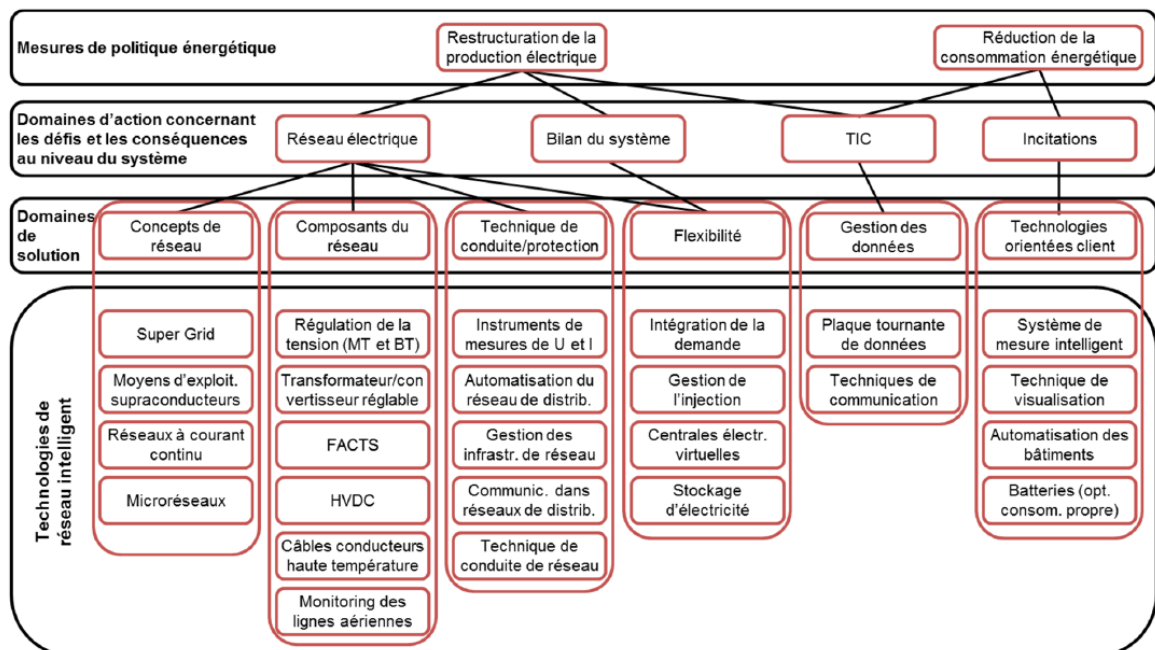 Mesures de politique énergétique
Restructuration de la
production électrique
Réduction de la
consommation énergétique
Domaines d'action concernant
les défis et les conséquences
au niveau du système
Réseau électrique
Bilan du système
TIC
Incitations
Domaines
de
solution
Concepts de
réseau
Composants du
réseau
Technique de
conduite/protection
Flexibilité
Gestion des
données
Technologies
orientées client
Technologies de
réseau intelligent
Super Grid
Moyens d'exploit.
supraconducteurs
Réseaux à courant
continu
Microréseaux
Régulation de la
tension (MT et BT)
Transformateur/con
vertisseur réglable
FACTS
HVDC
Câbles conducteurs
haute température
Monitoring des
lignes aériennes
Instruments de
mesures de U et I
Automatisation du
réseau de distrib.
Gestion des
infrastr. de réseau
Communic. dans
réseaux de distrib.
Technique de
conduite de réseau
Intégration de la
demande
Gestion de
l'injection
Centrales électr.
virtuelles
Stockage
d'électricité
Plaque tournante
de données
Techniques de
communication
Système de
mesure intelligent
Technique de
visualisation
Automatisation des
bâtiments
Batteries (opt.
consom. propre)